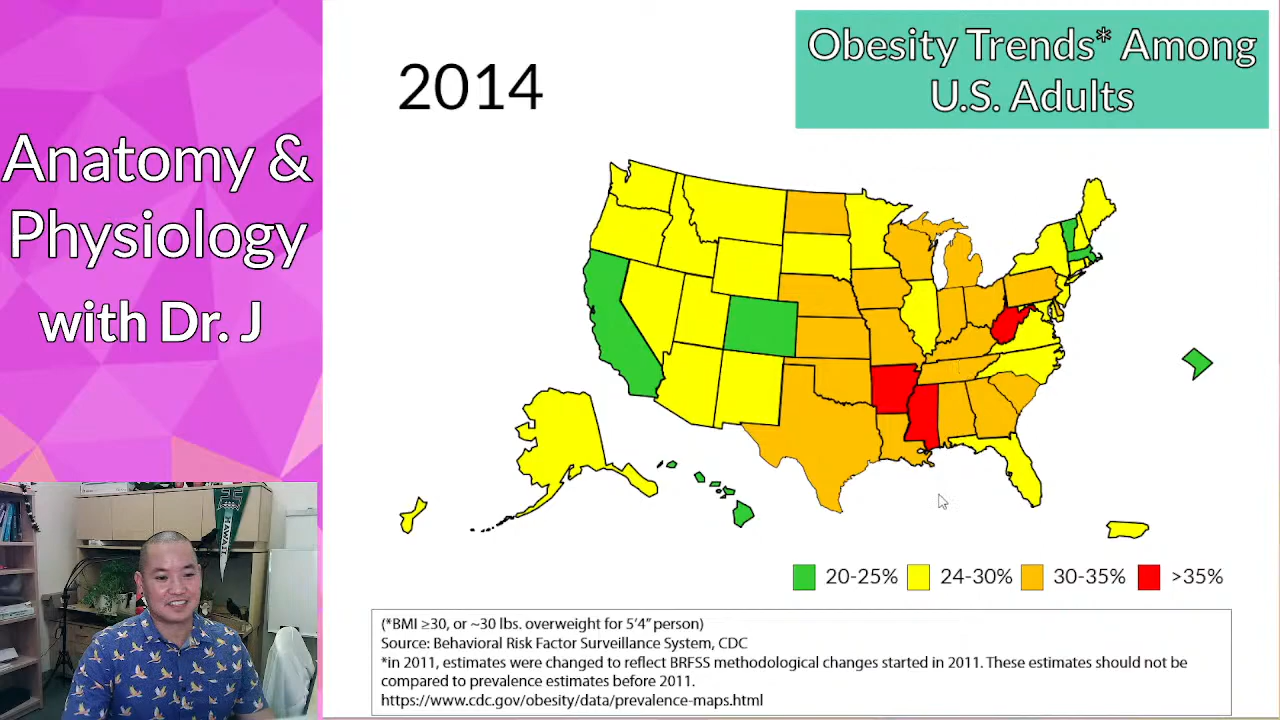 Anatomy &
Physiology
with Dr. J
2014
Obesity Trends* Among
U.S. Adults
20-25%
24-30%
30-35%
>35%
(*BMI ≥30, or ~30 lbs. overweight for 5’4” person)
Source: Behavioral Risk Factor Surveillance System, CDC
*in 2011, estimates were changed to reflect BRFSS methodological changes started in 2011. These estimates should not be
compared to prevalence estimates before 2011.
https://www.cdc.gov/obesity/data/prevalence-maps.html
HAWAI'I